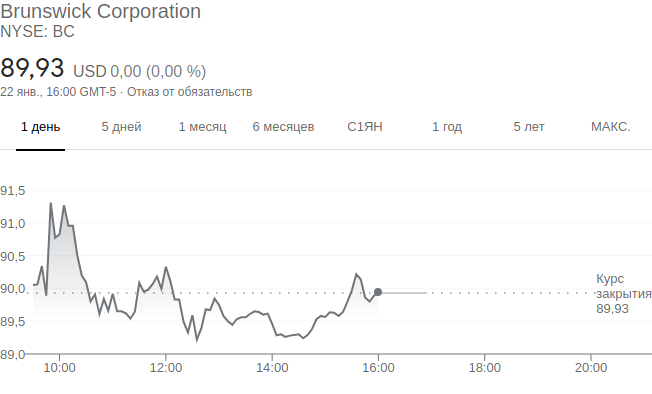 Brunswick Corporation
NYSE: BC
89,93 USD 0,00 (0,00 %)
22 янв., 16:00 GMT-5 · Отказ от обязательств
1 день 5 дней 1 месяц 6 месяцев С1ЯН 1 год 5 лет МАКС.
91,5
91,0
90,5
90,0
89,5
89,0
Курс
закрытия
89,93
10:00 12:00 14:00 16:00 18:00 20:00